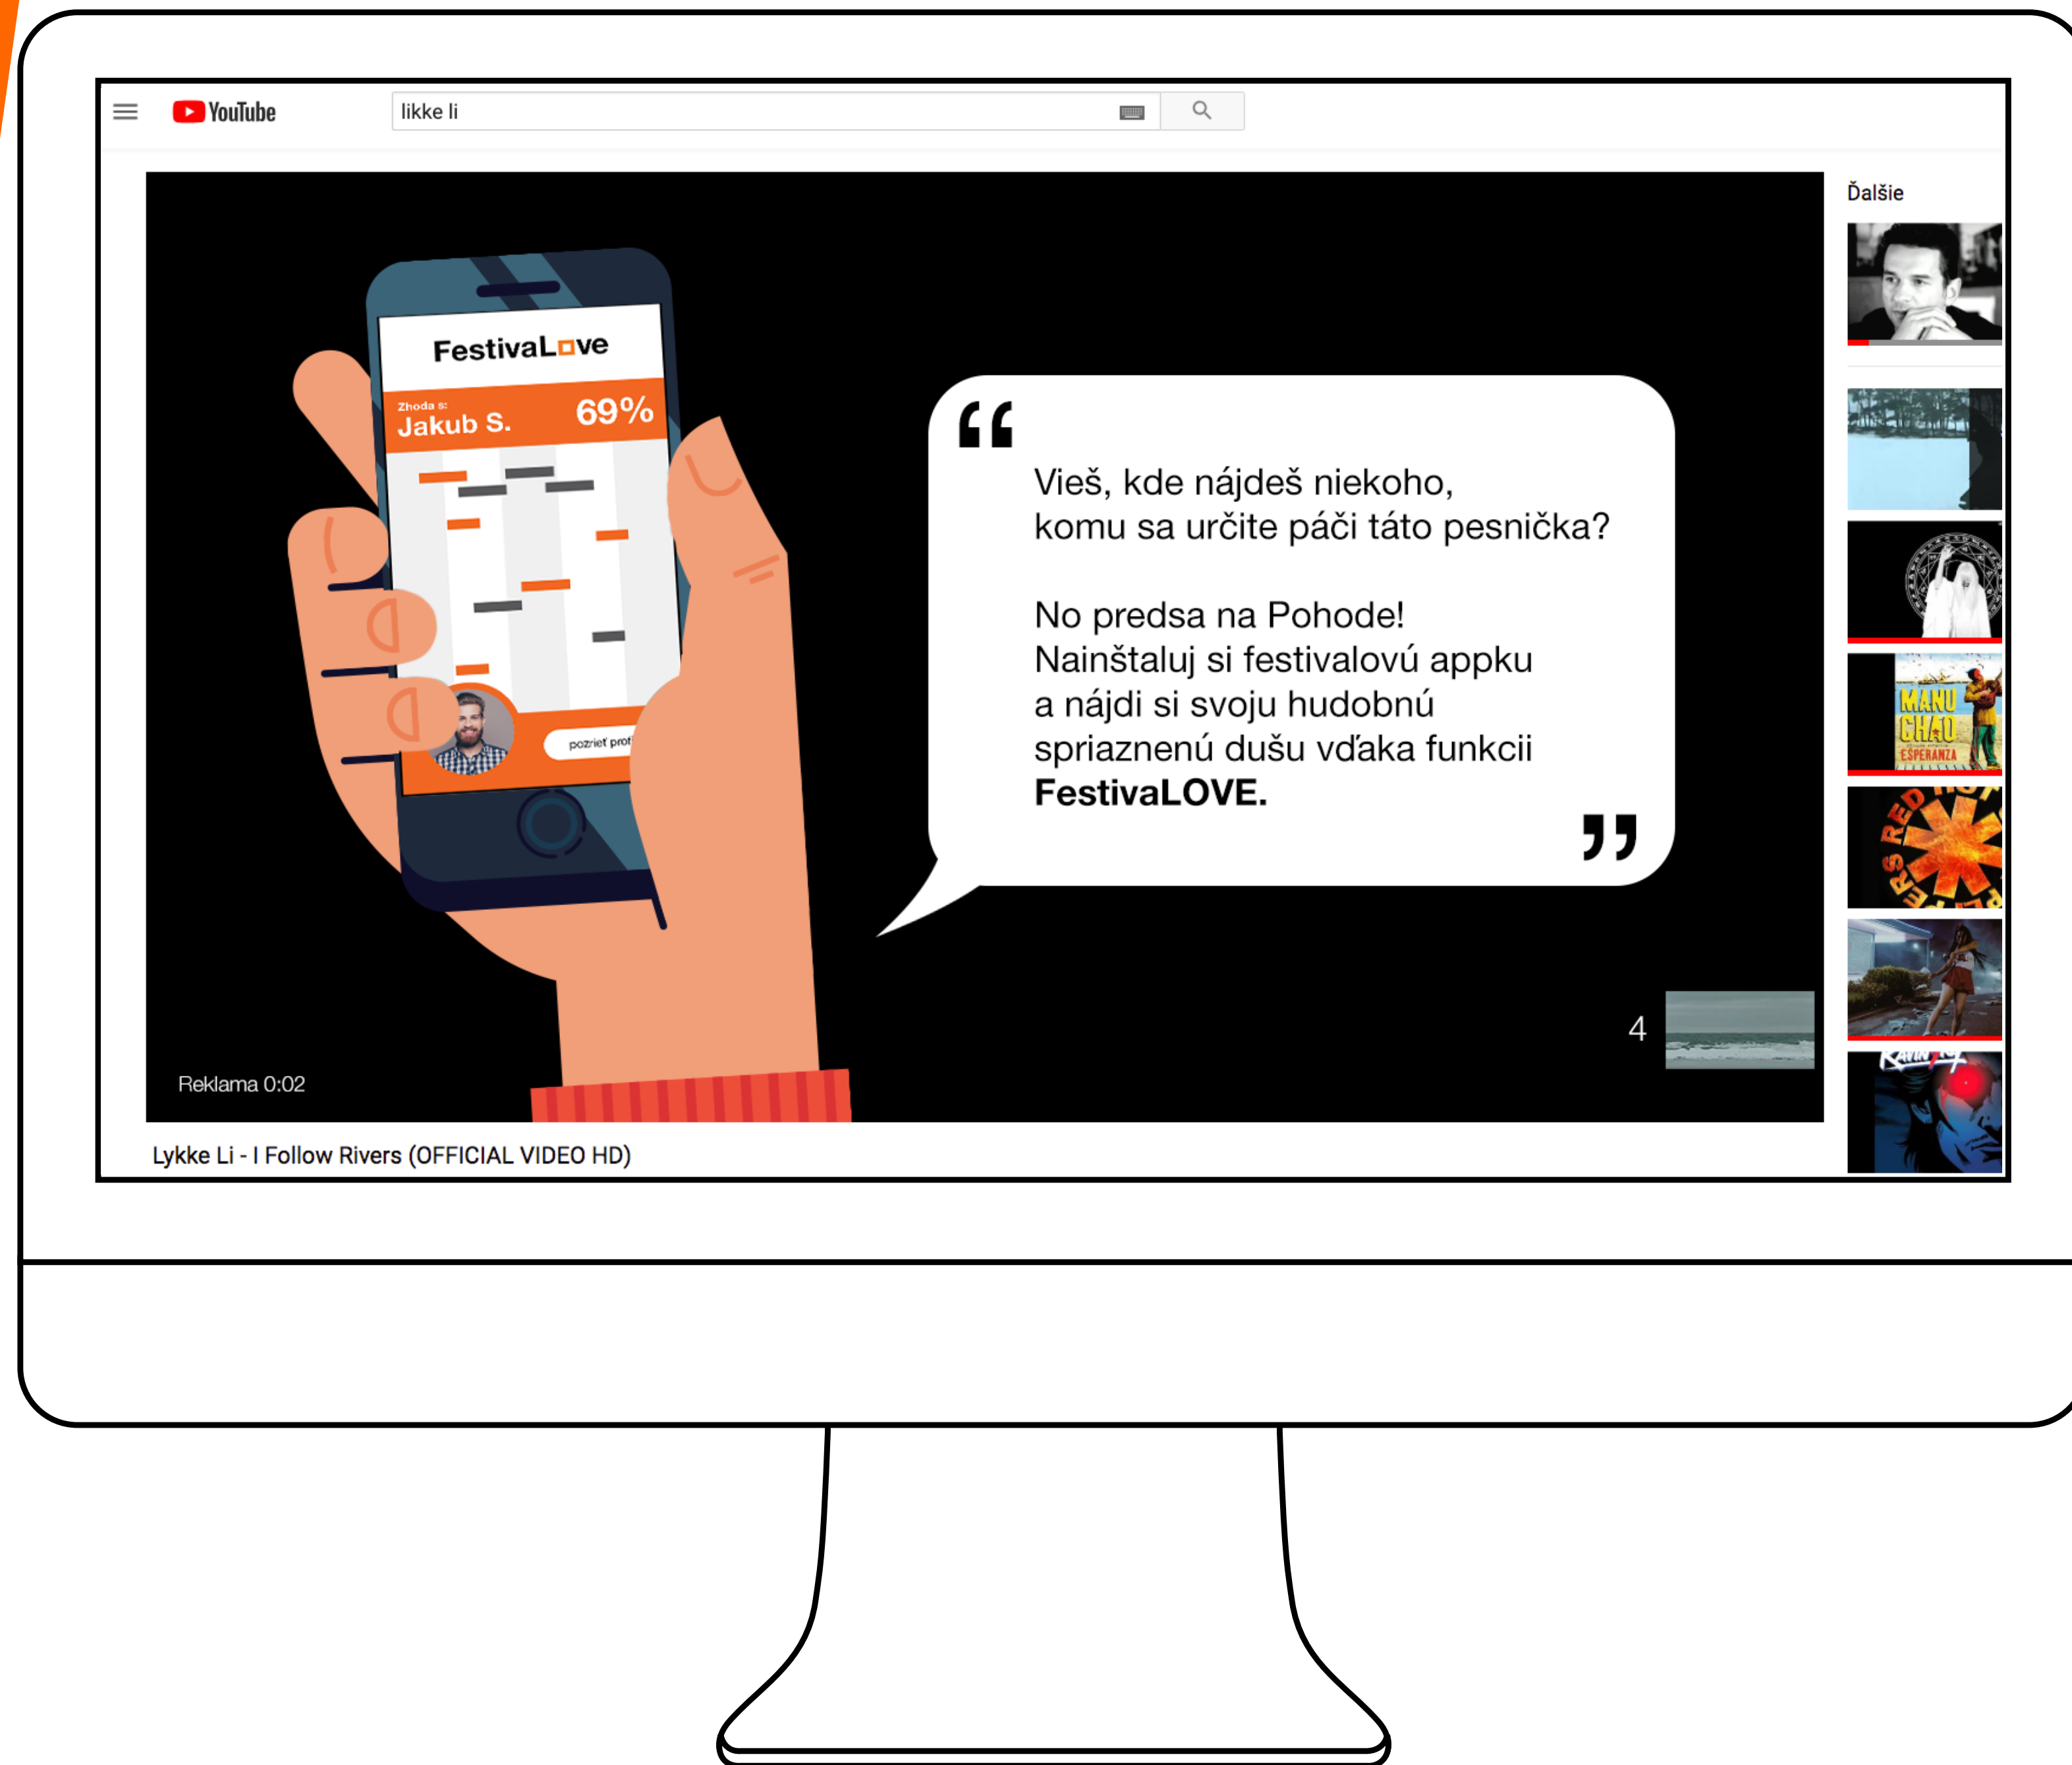 YouTube
likke li
Ďalšie
FestivaLove
Zhoda s:
Jakub S.
69%
pozrieť
Vieš, kde nájdeš niekoho,
komu sa určite páči táto pesnička?
No predsa na Pohode!
Nainštaluj si festivalovú appku
a nájdi si svoju hudobnú
spriaznenú dušu vďaka funkcii
FestivaLOVE.
4
Reklama 0:02
Lykke Li - I Follow Rivers (OFFICIAL VIDEO HD)
MANU
CHAO
ESPERANZA
RED HOT